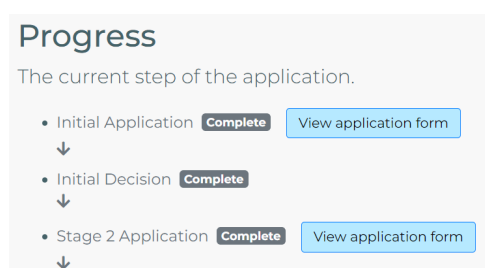 Progress
The current step of the application.
Initial Application Complete View application form
Initial Decision Complete
Stage 2 Application Complete View application form